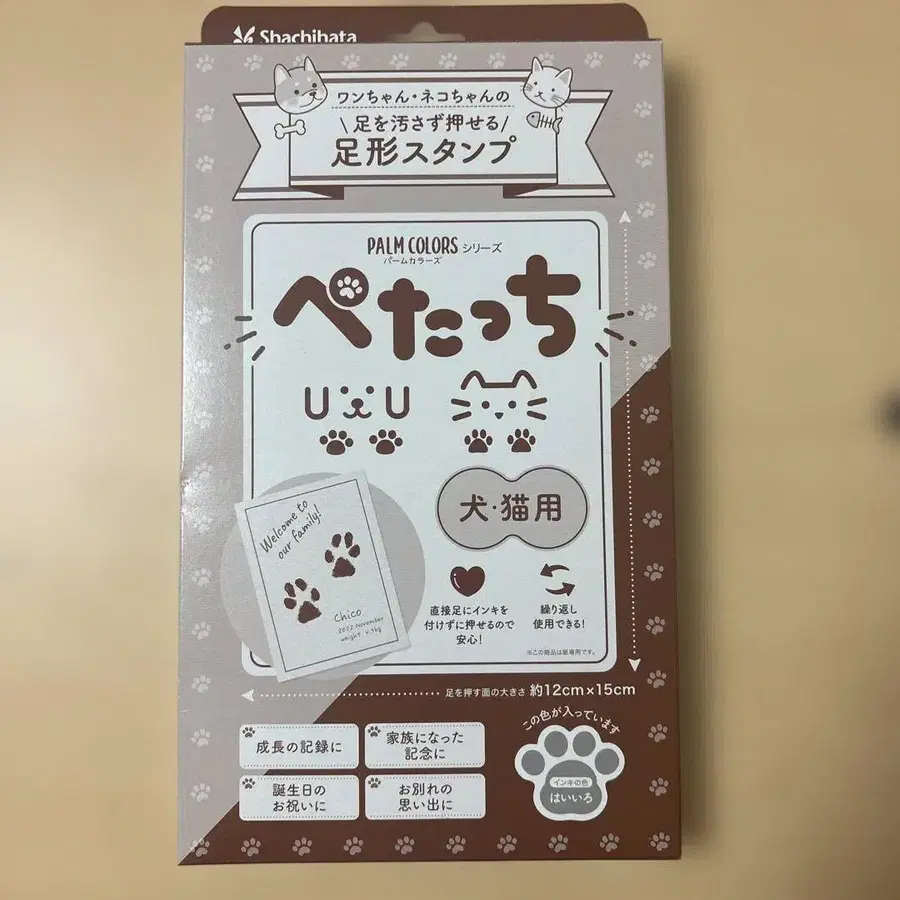 Shachihata
ワンちゃん・ネコちゃんの
\ 足を汚さず押せる /
足形スタンプ
PALM COLORS シリーズ
パームカラーズ
ぺたっち
犬・猫用
Welcome to
our family!
Chico
2022. November
weight 4.3kg
直接足にインキを
付けずに押せるので
安心!
繰り返し
使用できる!
※この商品は紙専用です。
足を押す面の大きさ 約12cm×15cm
成長の記録に
家族になった
記念に
誕生日の
お祝いに
お別れの
思い出に
この色が入っています
インキの色
はいいろ